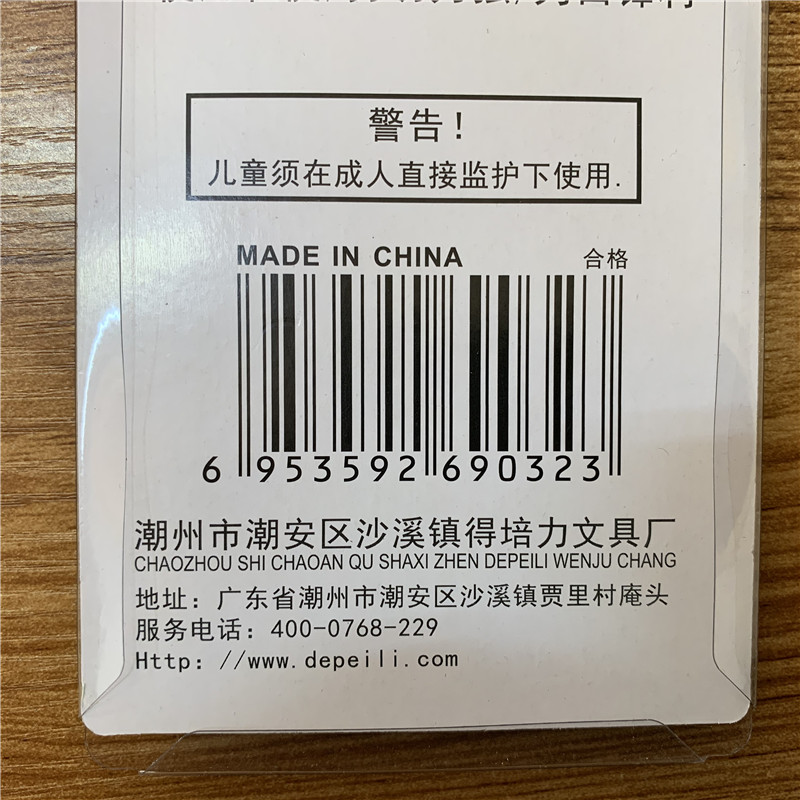 警告!
儿童须在成人直接监护下使用.
MADE IN CHINA 合格
6 953592 690323
潮州市潮安区沙溪镇得培力文具厂
CHAOZHOU SHI CHAOAN QU SHAXI ZHEN DEPEILI WENJU CHANG
地址: 广东省潮州市潮安区沙溪镇贾里村庵头
服务电话: 400-0768-229
Http: //www.depeili.com